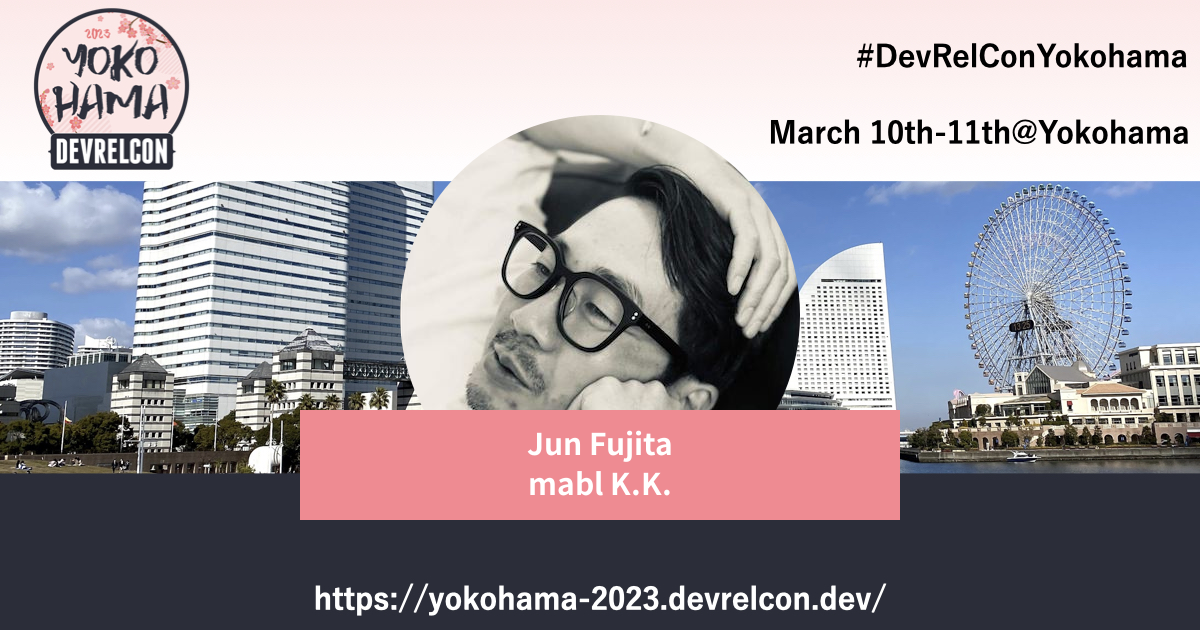 2023
YOKO
HAMA
DEVRELCON
#DevRelConYokohama
March 10th-11th@Yokohama
Jun Fujita
mabl K.K.
https://yokohama-2023.devrelcon.dev/